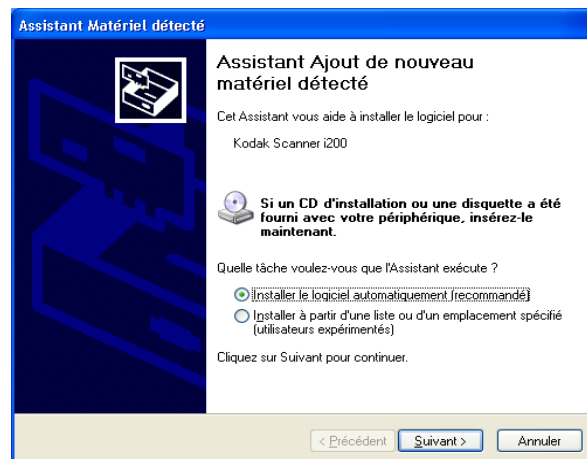 Assistant Matériel détecté
Assistant Ajout de nouveau
matériel détecté
Cet Assistant vous aide à installer le logiciel pour :
Kodak Scanner i200
Si un CD d'installation ou une disquette a été
fourni avec votre périphérique, insérez-le
maintenant.
Quelle tâche voulez-vous que l'Assistant exécute ?
Installer le logiciel automatiquement (recommandé)
Installer à partir d'une liste ou d'un emplacement spécifié
(utilisateurs expérimentés)
Cliquez sur Suivant pour continuer.
< Précédent Suivant > Annuler